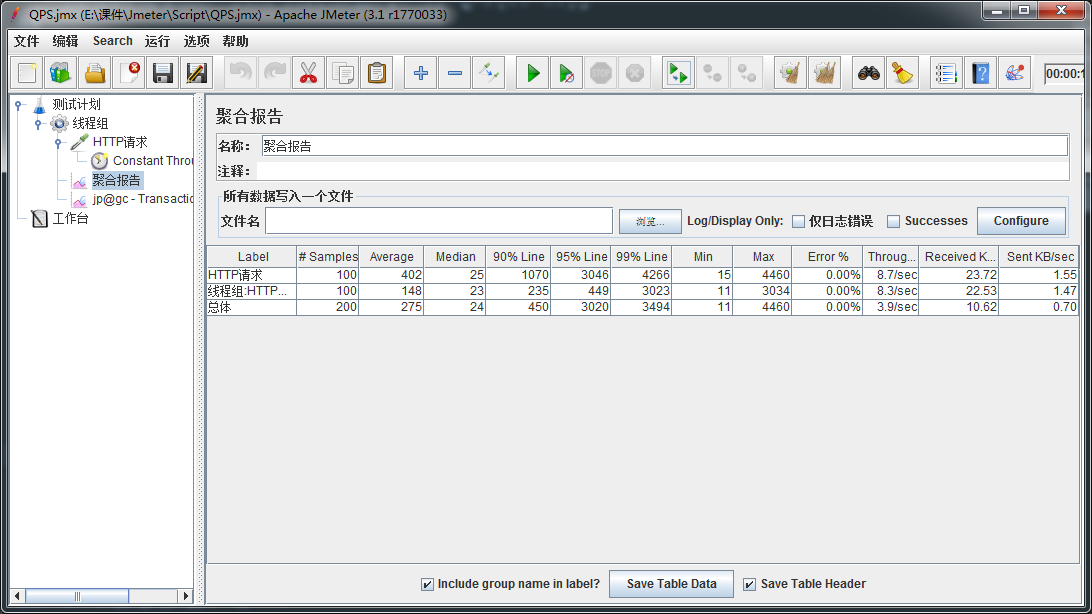 QPS.jmx (E:\课件\Jmeter\Script\QPS.jmx) - Apache JMeter (3.1 r1770033)
文件 编辑 Search 运行 选项 帮助
STOP 00:00:1
测试计划
线程组
HTTP请求
Constant Throu
聚合报告
jp@gc - Transactio
工作台
聚合报告
名称: 聚合报告
注释:
所有数据写入一个文件
文件名 浏览... Log/Display Only: 仅日志错误 Successes Configure
Label # Samples Average Median 90% Line 95% Line 99% Line Min Max Error % Throug... Received K... Sent KB/sec
HTTP请求 100 402 25 1070 3046 4266 15 4460 0.00% 8.7/sec 23.72 1.55
线程组:HTTP... 100 148 23 235 449 3023 11 3034 0.00% 8.3/sec 22.53 1.47
总体 200 275 24 450 3020 3494 11 4460 0.00% 3.9/sec 10.62 0.70
Include group name in label? Save Table Data Save Table Header